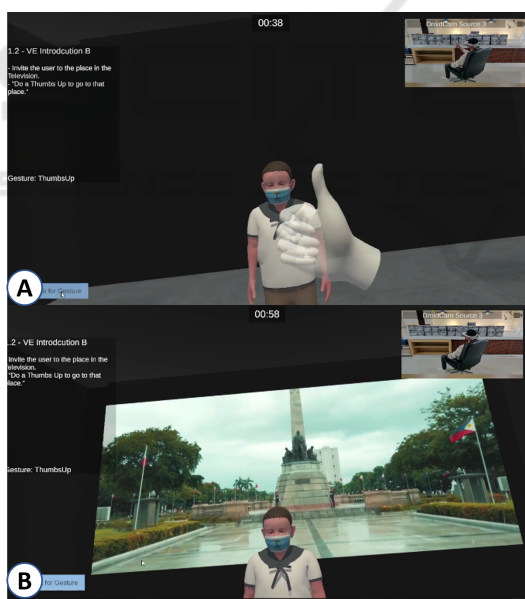 00:38
DroidCam Source 3
1.2 - VE Introdcution B
- Invite the user to the place in the
Television.
- "Do a Thumbs Up to go to that
place."
Gesture: ThumbsUp
for Gesture
A
00:58
DroidCam Source 3
.2 - VE Introdcution B
Invite the user to the place in the
elevision.
"Do a Thumbs Up to go to that
lace."
Gesture: ThumbsUp
for Gesture
B